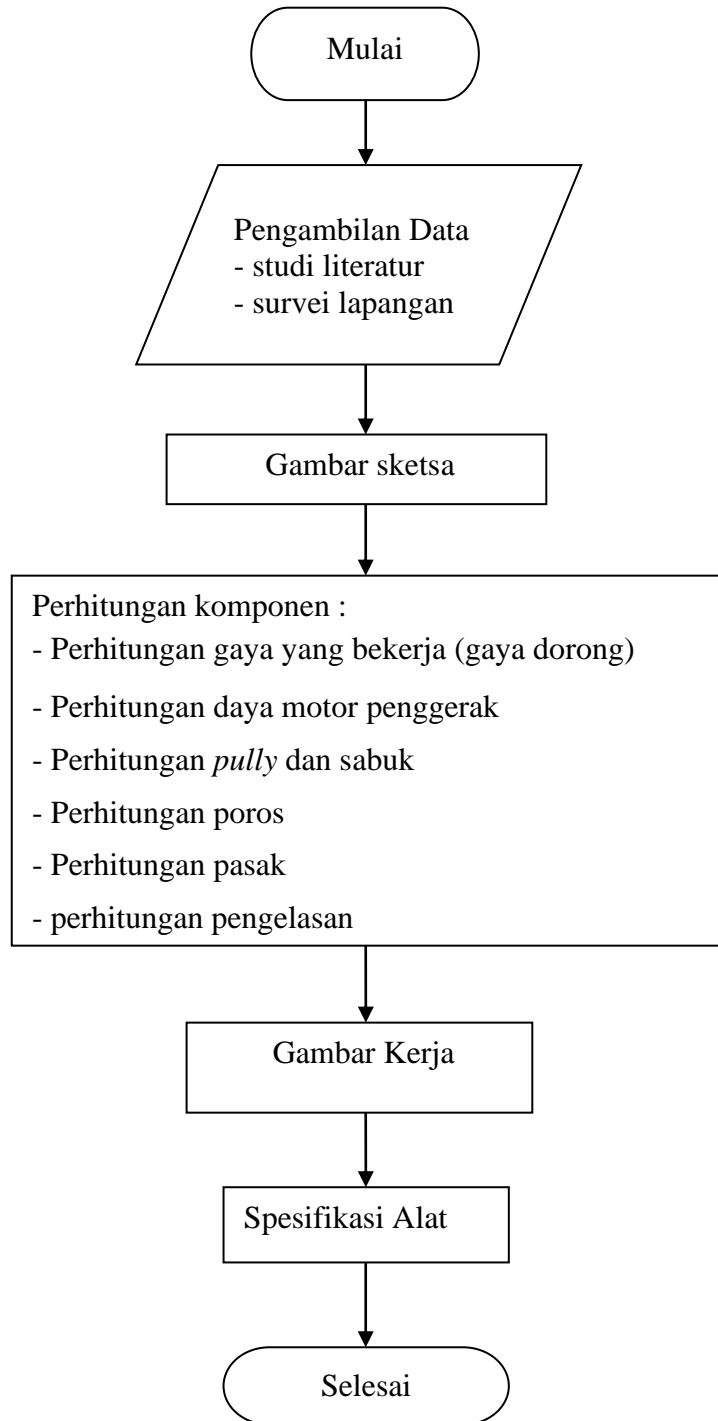 Mulai
Pengambilan Data
- studi literatur
- survei lapangan
Gambar sketsa
Perhitungan komponen :
- Perhitungan gaya yang bekerja (gaya dorong)
- Perhitungan daya motor penggerak
- Perhitungan pully dan sabuk
- Perhitungan poros
- Perhitungan pasak
- perhitungan pengelasan
Gambar Kerja
Spesifikasi Alat
Selesai